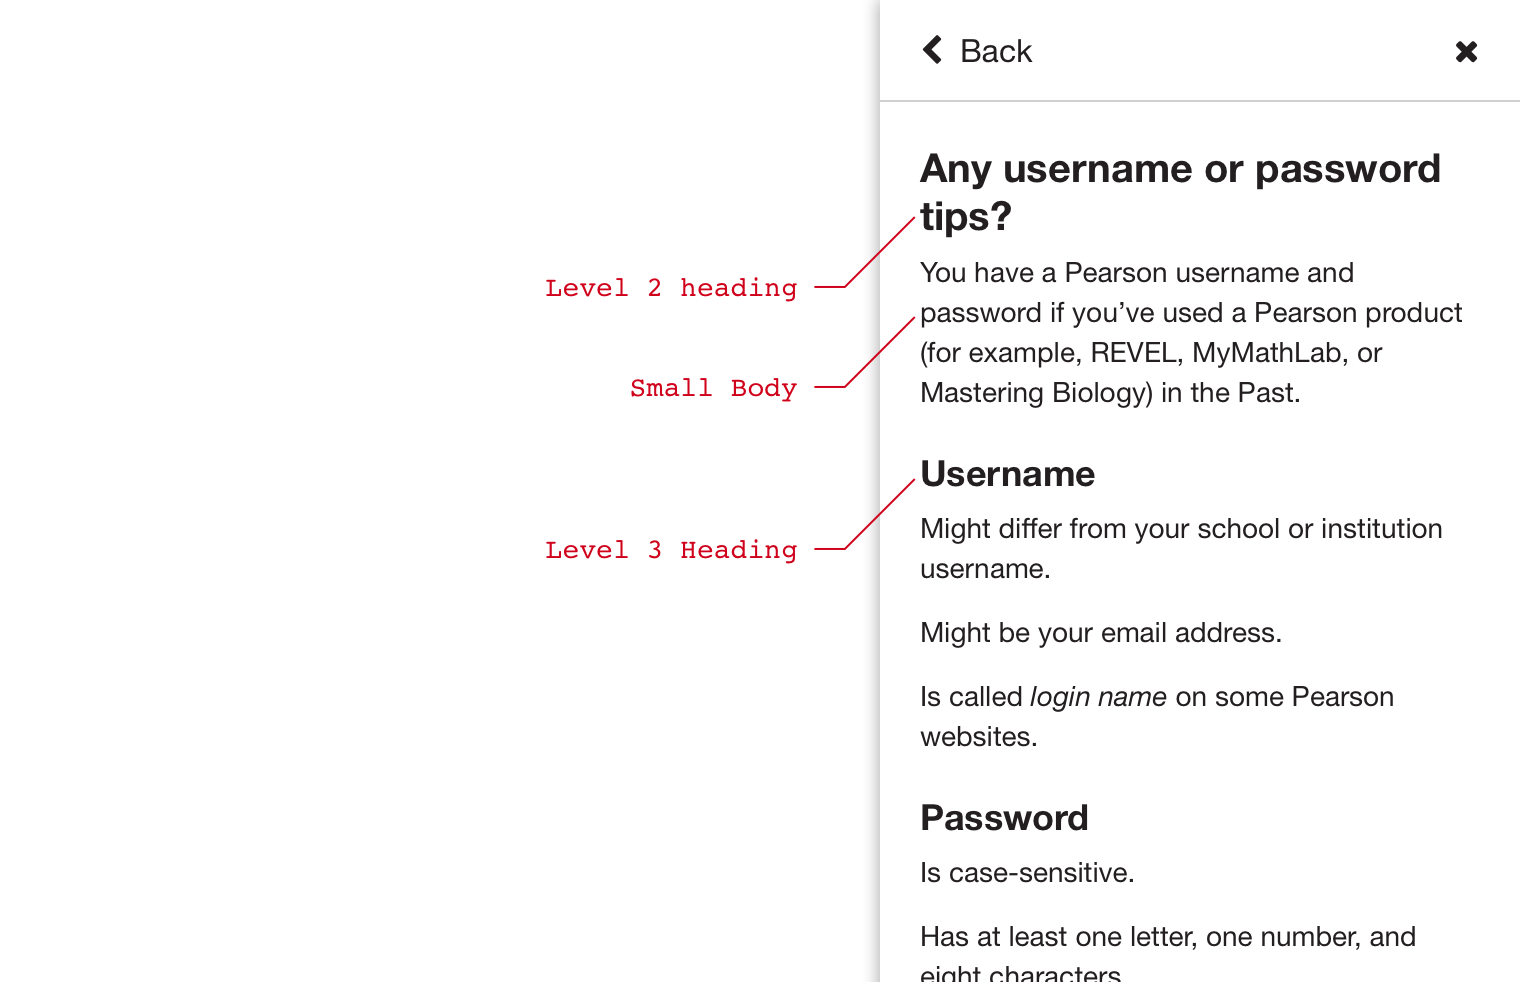 Back
Any username or password
tips?
You have a Pearson username and
password if you’ve used a Pearson product
(for example, REVEL, MyMathLab, or
Mastering Biology) in the Past.
Username
Might differ from your school or institution
username.
Might be your email address.
Is called login name on some Pearson
websites.
Password
Is case-sensitive.
Has at least one letter, one number, and
eight characters
Level 2 heading
Small Body
Level 3 Heading